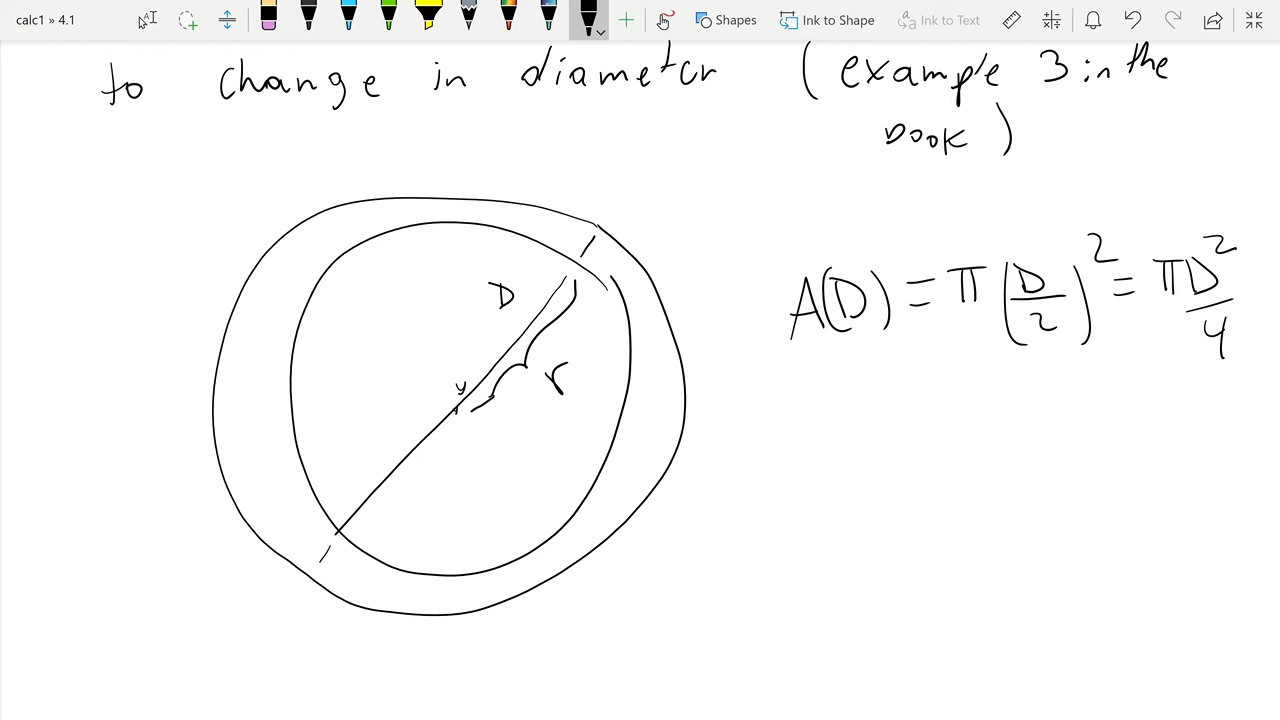 calc1 » 4.1
Shapes
Ink to Shape
Ink to Text
to change in diameter (example 3 in the
book)
D
r
A(D) = π(D/2)² = πD²/4